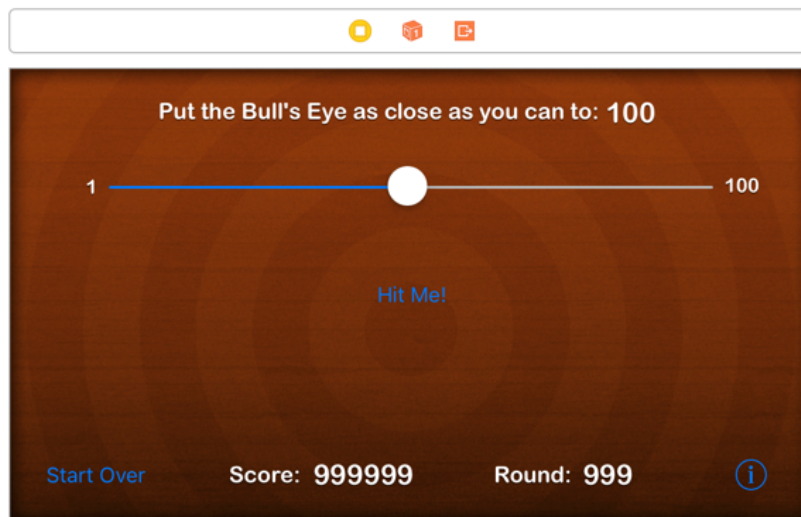 Put the Bull's Eye as close as you can to: 100
1 100
Hit Me!
Start Over Score: 999999 Round: 999